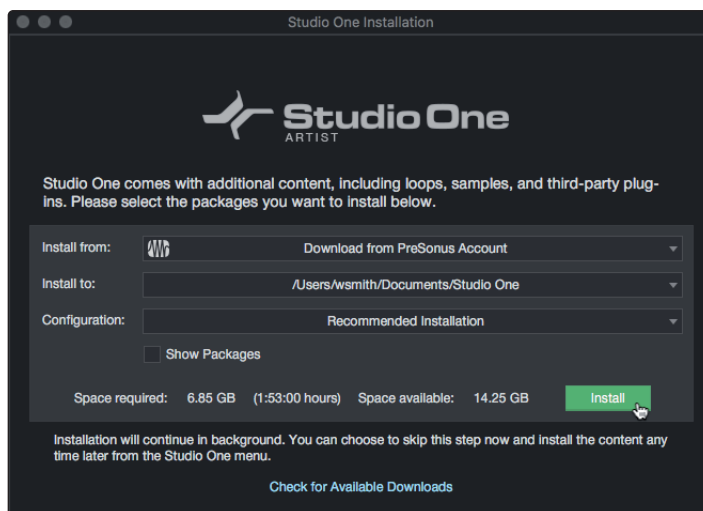 Studio One Installation
Studio One
ARTIST
Studio One comes with additional content, including loops, samples, and third-party plug-
ins. Please select the packages you want to install below.
Install from: Download from PreSonus Account
Install to: /Users/wsmith/Documents/Studio One
Configuration: Recommended Installation
Show Packages
Space required: 6.85 GB (1:53:00 hours) Space available: 14.25 GB Install
Installation will continue in background. You can choose to skip this step now and install the content any
time later from the Studio One menu.
Check for Available Downloads